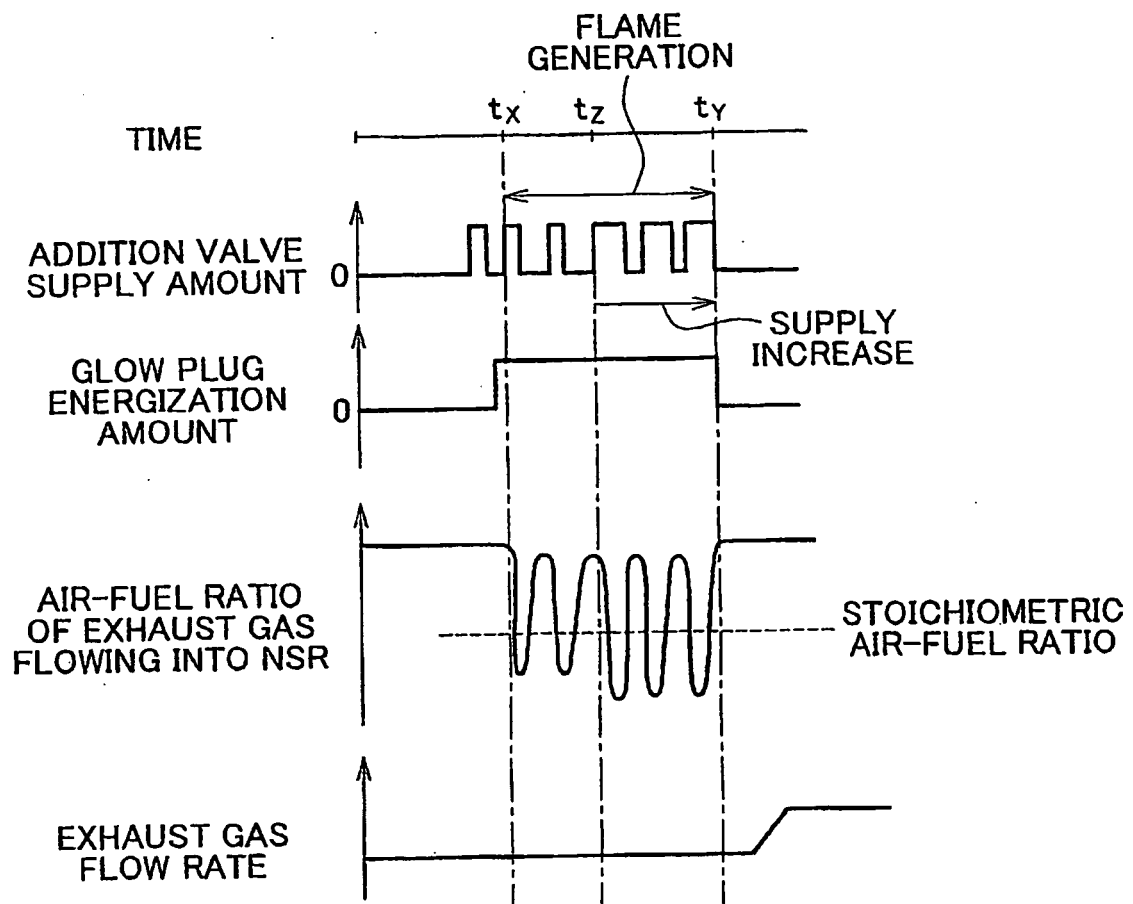 FLAME
GENERATION
tX tZ tY
TIME
ADDITION VALVE
SUPPLY AMOUNT
0
SUPPLY
INCREASE
GLOW PLUG
ENERGIZATION
AMOUNT
0
AIR-FUEL RATIO
OF EXHAUST GAS
FLOWING INTO NSR
STOICHIOMETRIC
AIR-FUEL RATIO
EXHAUST GAS
FLOW RATE